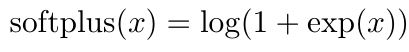 softplus(x) = log(1 + exp(x))